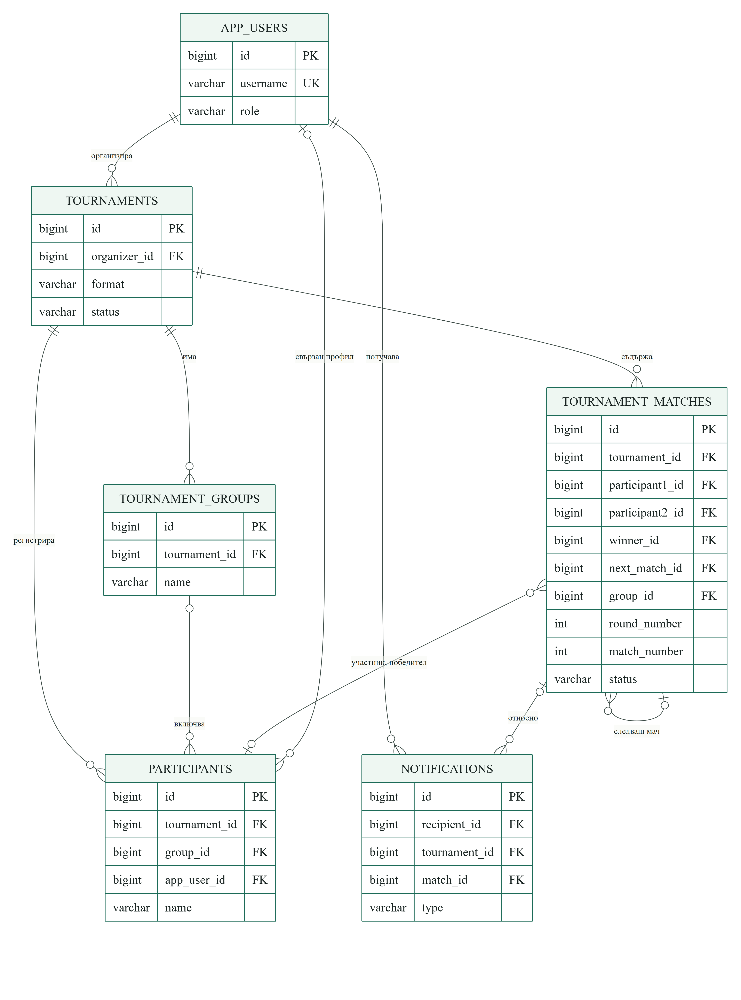 APP_USERS
bigint id PK
varchar username UK
varchar role
организира
TOURNAMENTS
bigint id PK
bigint organizer_id FK
varchar format
varchar status
има
свързан профил
получава
съдържа
TOURNAMENT_MATCHES
bigint id PK
bigint tournament_id FK
bigint participant1_id FK
bigint participant2_id FK
bigint winner_id FK
bigint next_match_id FK
bigint group_id FK
int round_number
int match_number
varchar status
TOURNAMENT_GROUPS
bigint id PK
bigint tournament_id FK
varchar name
регистрира
участник, победител
относно
включва
следващ мач
PARTICIPANTS
bigint id PK
bigint tournament_id FK
bigint group_id FK
bigint app_user_id FK
varchar name
NOTIFICATIONS
bigint id PK
bigint recipient_id FK
bigint tournament_id FK
bigint match_id FK
varchar type